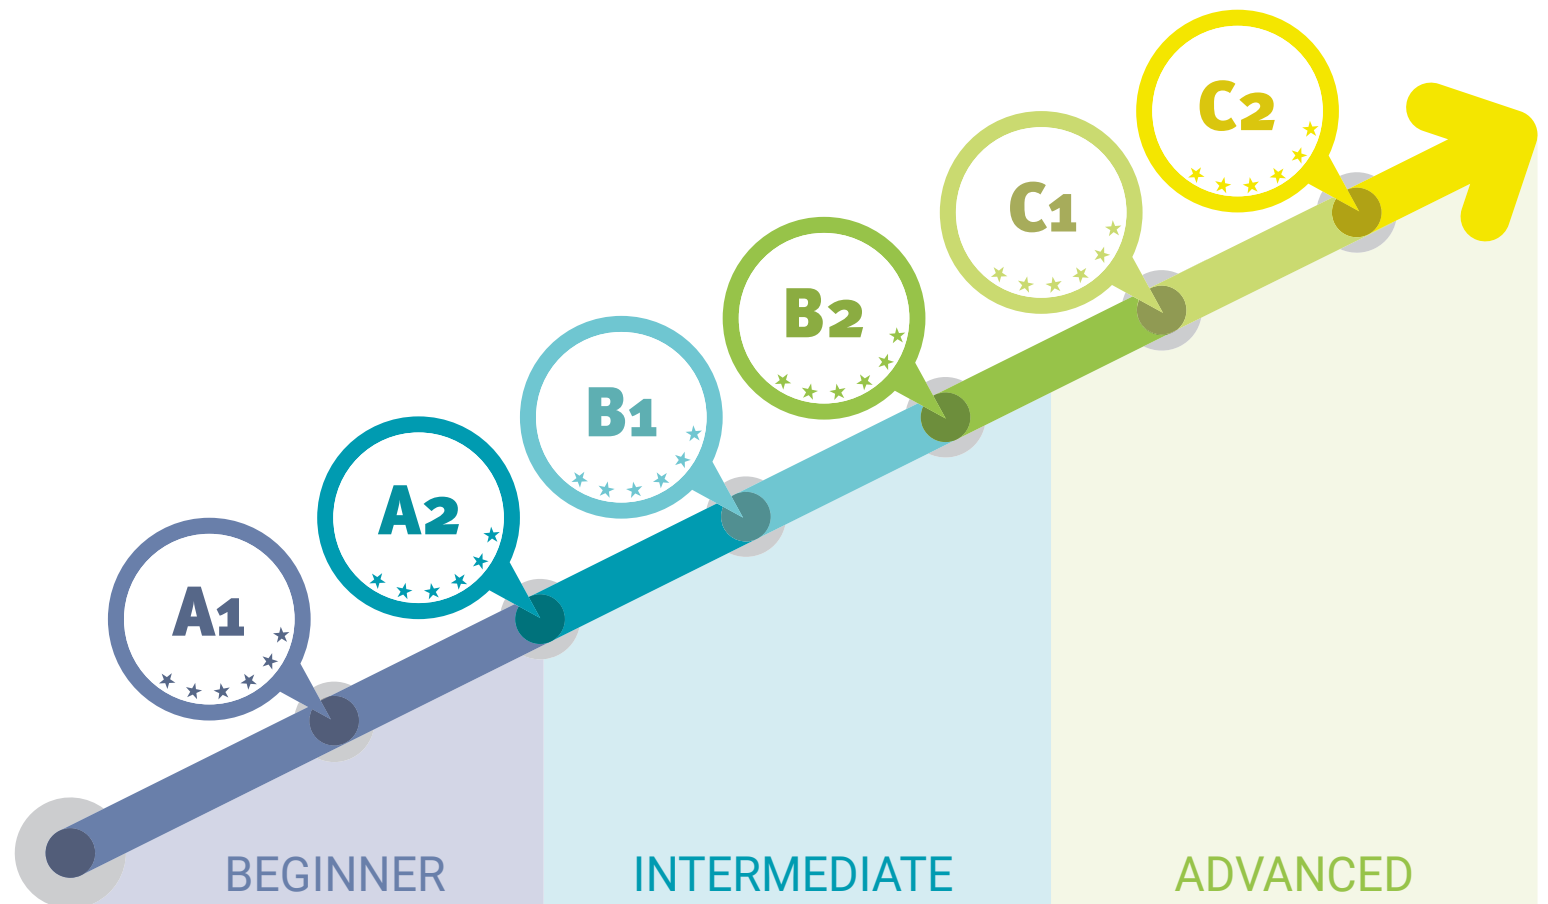 A1
A2
B1
B2
C1
C2
BEGINNER
INTERMEDIATE
ADVANCED